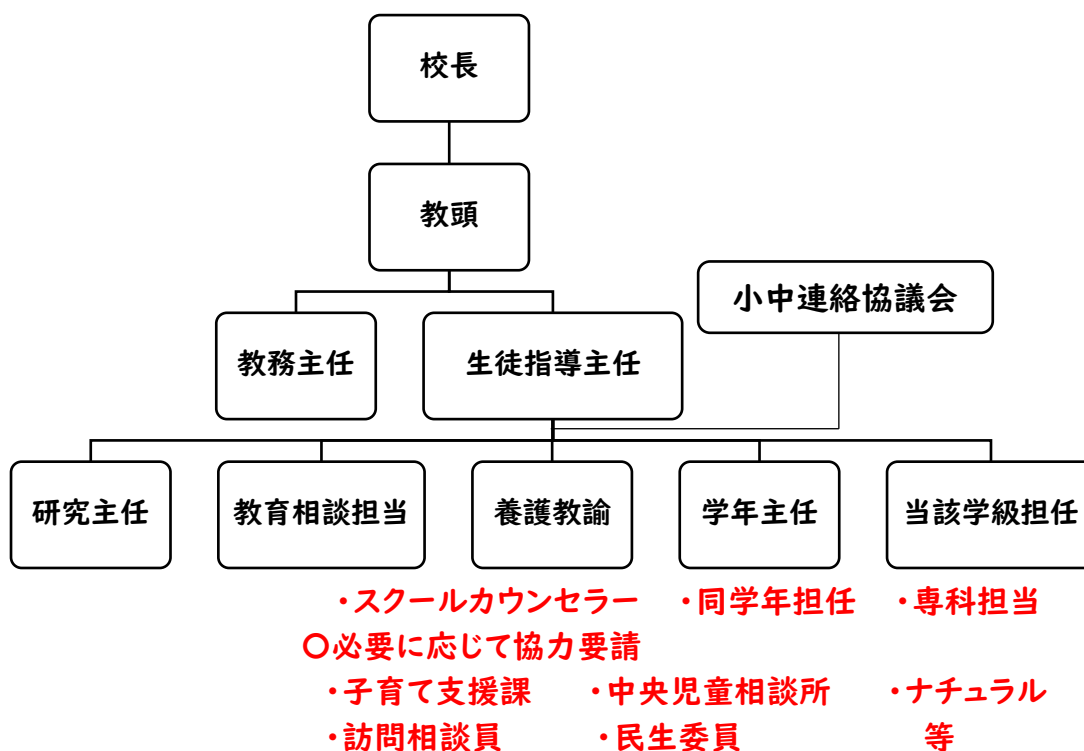 校長
教頭
小中連絡協議会
教務主任
生徒指導主任
研究主任
教育相談担当
養護教諭
学年主任
当該学級担任
・スクールカウンセラー ・同学年担任 ・専科担当
〇必要に応じて協力要請
・子育て支援課 ・中央児童相談所 ・ナチュラル
・訪問相談員 ・民生委員 等